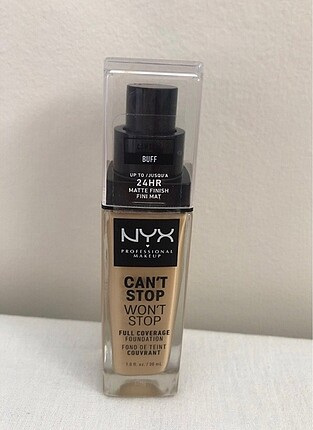 BUFF
UP TO / JUSQU'A
24HR
MATTE FINISH
FINI MAT
NYX
PROFESSIONAL
MAKEUP
CAN'T
STOP
WON'T
STOP
FULL COVERAGE
FOUNDATION
FOND DE TEINT
COUVRANT